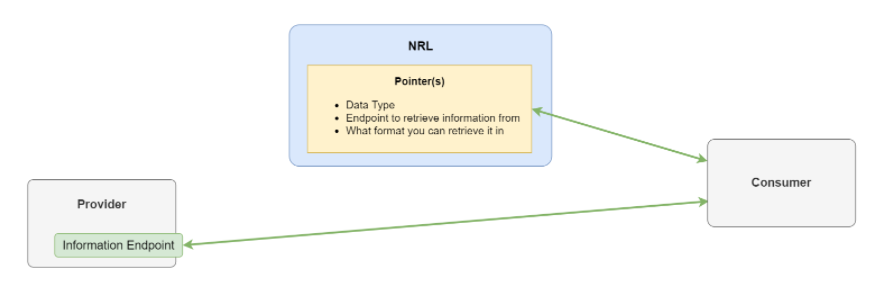 NRL
Pointer(s)
• Data Type
• Endpoint to retrieve information from
• What format you can retrieve it in
Consumer
Provider
Information Endpoint